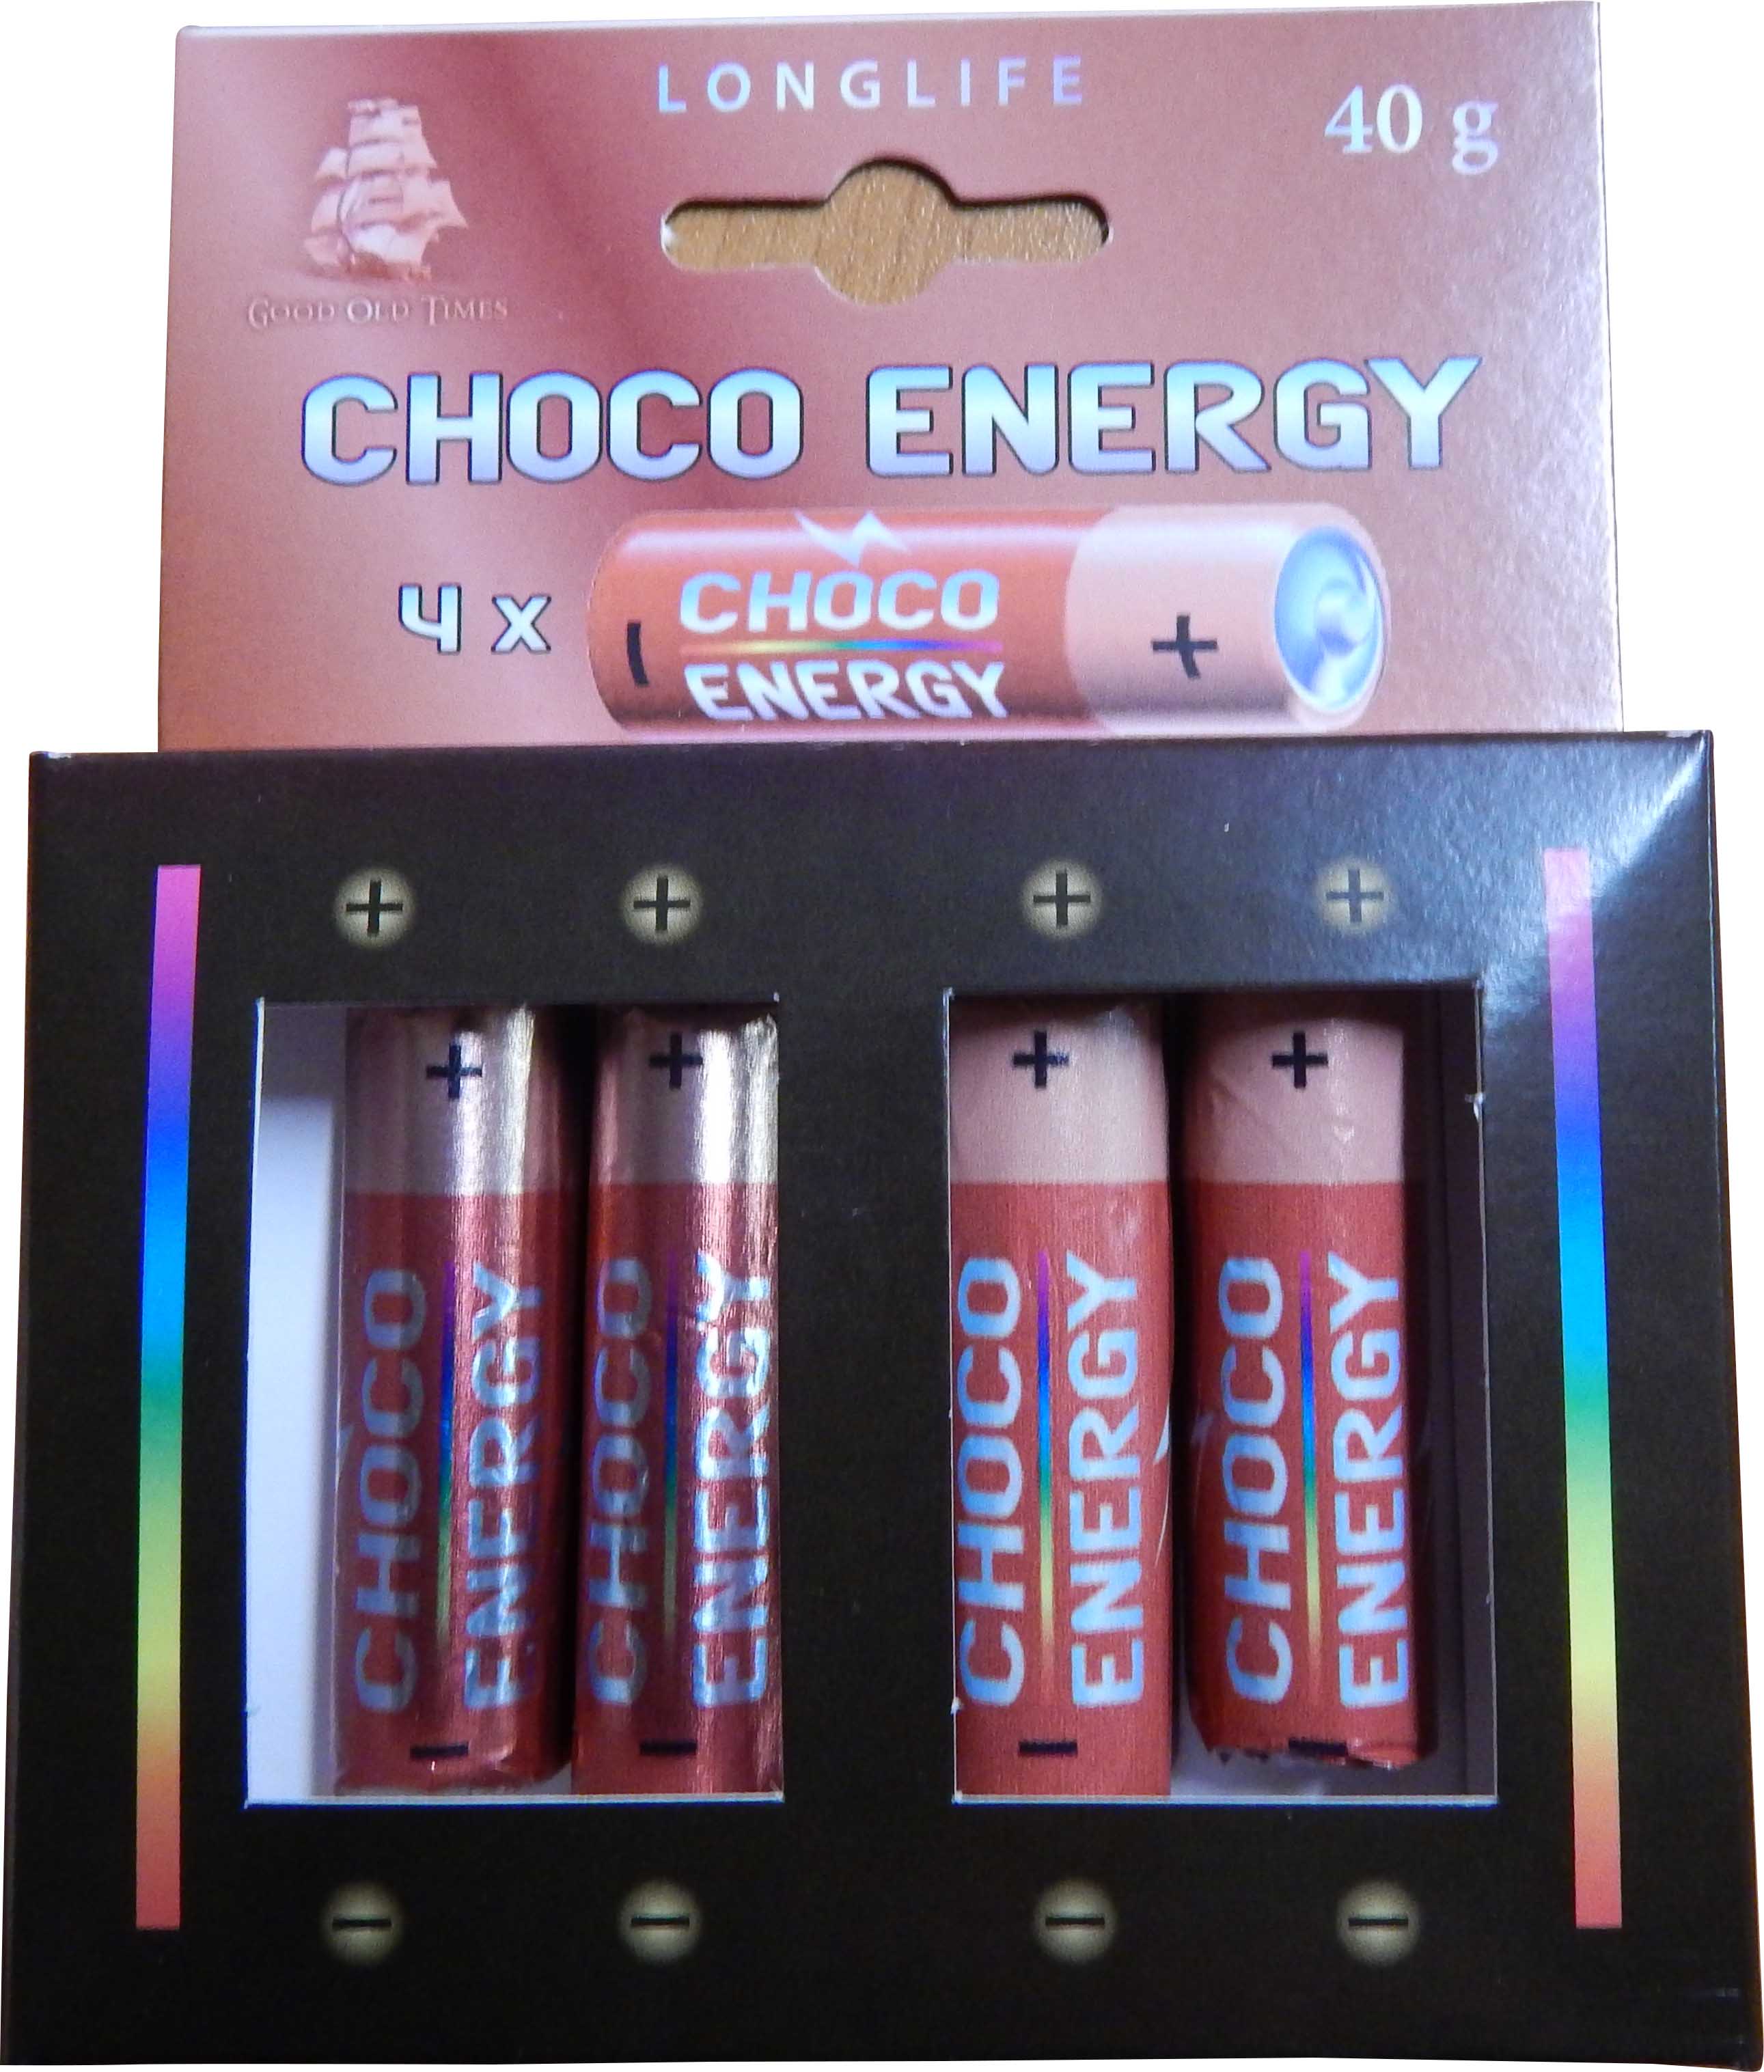 LONGLIFE
40 g
GOOD OLD TIMES
CHOCO ENERGY
4 x
CHOCO
ENERGY
- +
+ + + +
+ + + +
CHOCO
ENERGY
CHOCO
ENERGY
CHOCO
ENERGY
CHOCO
ENERGY
- - - -
- - - -